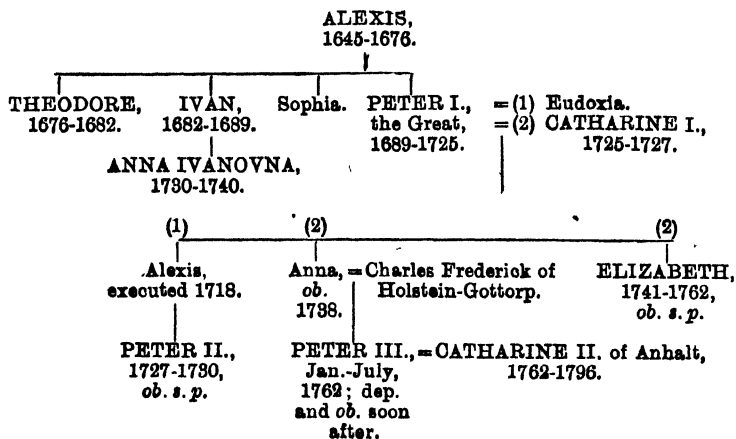 ALEXIS,
1645-1676.
THEODORE, IVAN, Sophia. PETER I., = (1) Eudoxia.
1676-1682. 1682-1689. the Great, = (2) CATHARINE I.,
1689-1725. 1725-1727.
ANNA IVANOVNA,
1730-1740.
(1) (2) (2)
Alexis, Anna, = Charles Frederick of ELIZABETH,
executed 1718. ob. Holstein-Gottorp. 1741-1762,
1738. ob. s. p.
PETER II., PETER III., = CATHARINE II. of Anhalt,
1727-1730, Jan.-July, 1762-1796.
ob. s. p. 1762; dep.
and ob. soon
after.